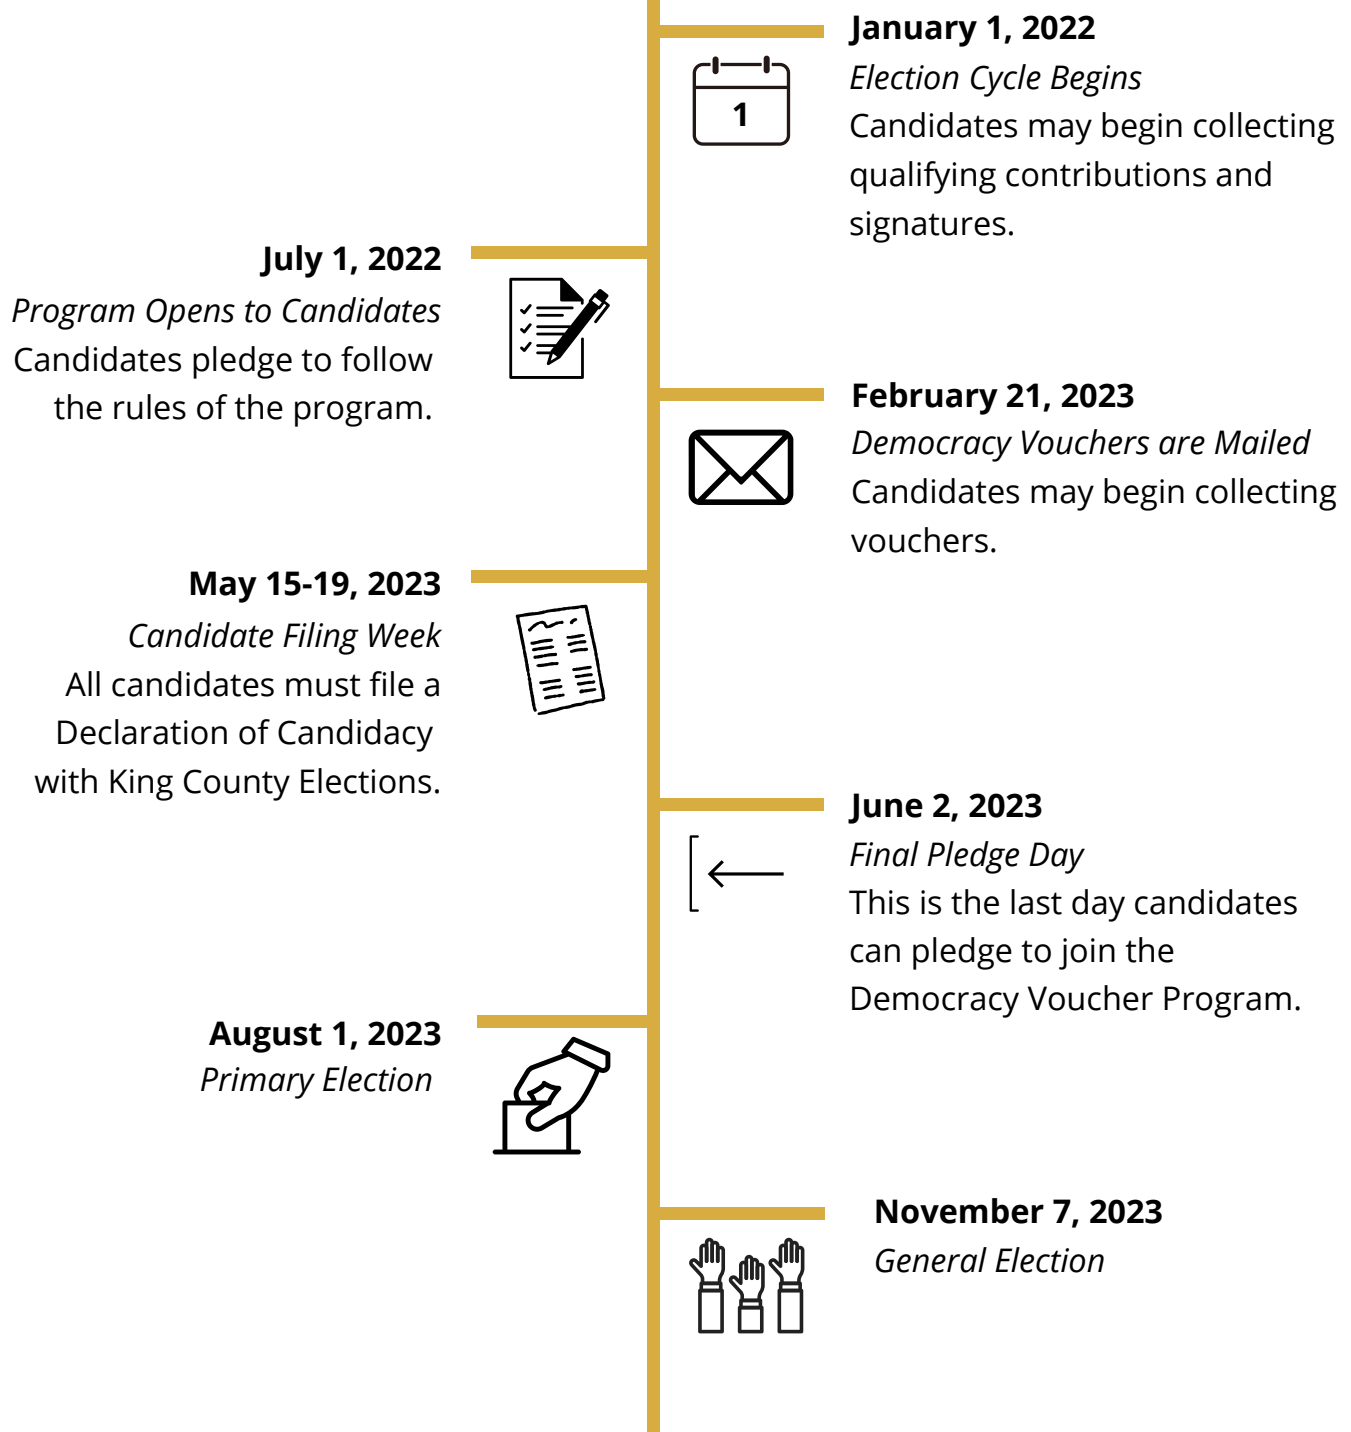 January 1, 2022
Election Cycle Begins
Candidates may begin collecting
qualifying contributions and
signatures.
1
July 1, 2022
Program Opens to Candidates
Candidates pledge to follow
the rules of the program.
February 21, 2023
Democracy Vouchers are Mailed
Candidates may begin collecting
vouchers.
May 15-19, 2023
Candidate Filing Week
All candidates must file a
Declaration of Candidacy
with King County Elections.
June 2, 2023
Final Pledge Day
This is the last day candidates
can pledge to join the
Democracy Voucher Program.
August 1, 2023
Primary Election
November 7, 2023
General Election